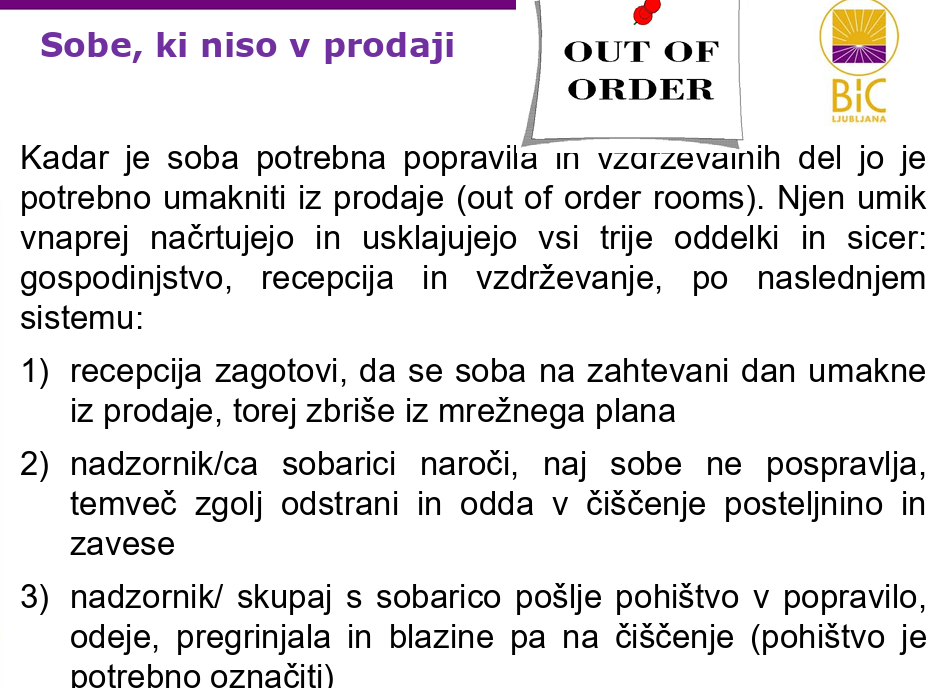 Sobe, ki niso v prodaji
OUT OF
ORDER
BiC
LJUBLJANA
Kadar je soba potrebna popravila in vzdrževalnih del jo je
potrebno umakniti iz prodaje (out of order rooms). Njen umik
vnaprej načrtujejo in usklajujejo vsi trije oddelki in sicer:
gospodinjstvo, recepcija in vzdrževanje, po naslednjem
sistemu:
1) recepcija zagotovi, da se soba na zahtevani dan umakne
iz prodaje, torej zbriše iz mrežnega plana
2) nadzornik/ca sobarici naroči, naj sobe ne pospravlja,
temveč zgolj odstrani in odda v čiščenje posteljnino in
zavese
3) nadzornik/ skupaj s sobarico pošlje pohištvo v popravilo,
odeje, pregrinjala in blazine pa na čiščenje (pohištvo je
potrebno označiti)